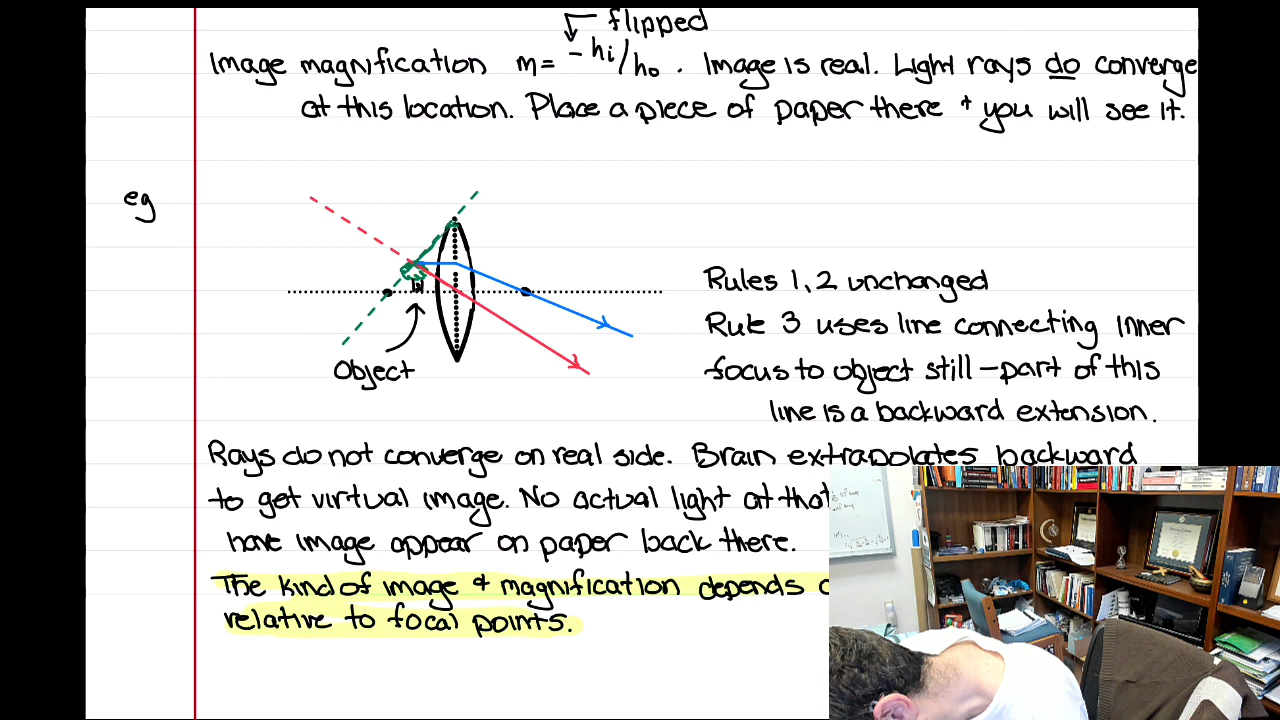 flipped
Image magnification m= -hi/ho. Image is real. Light rays do converge
at this location. Place a piece of paper there + you will see it.
eg
Object
Rules 1,2 unchanged
Rule 3 uses line connecting inner
focus to object still - part of this
line is a backward extension.
Rays do not converge on real side. Brain extrapolates backward
to get virtual image. No actual light at that
have image appear on paper back there.
The kind of image + magnification depends
relative to focal points.